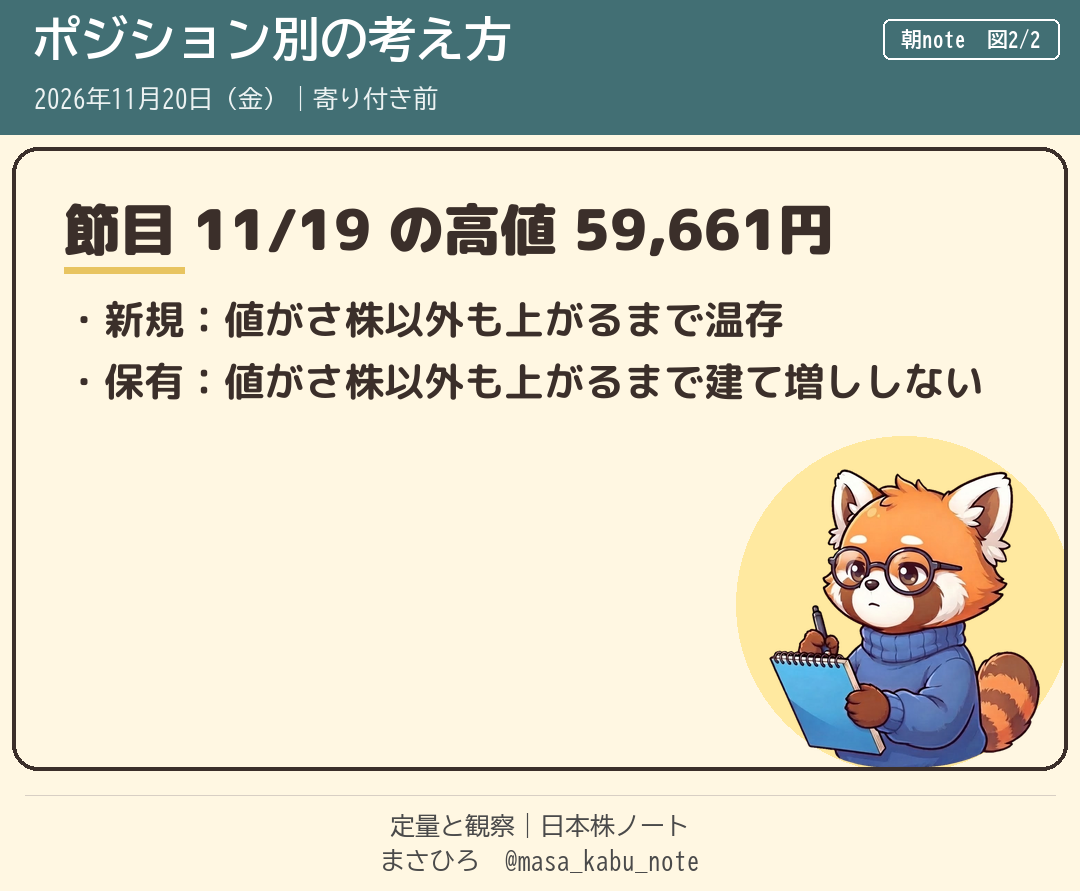 ポジション別の考え方
朝note 図2/2
2026年11月20日（金）｜寄り付き前
節目 11/19 の高値 59,661円
・新規：値がさ株以外も上がるまで温存
・保有：値がさ株以外も上がるまで建て増ししない
定量と観察｜日本株ノート
まさひろ @masa_kabu_note